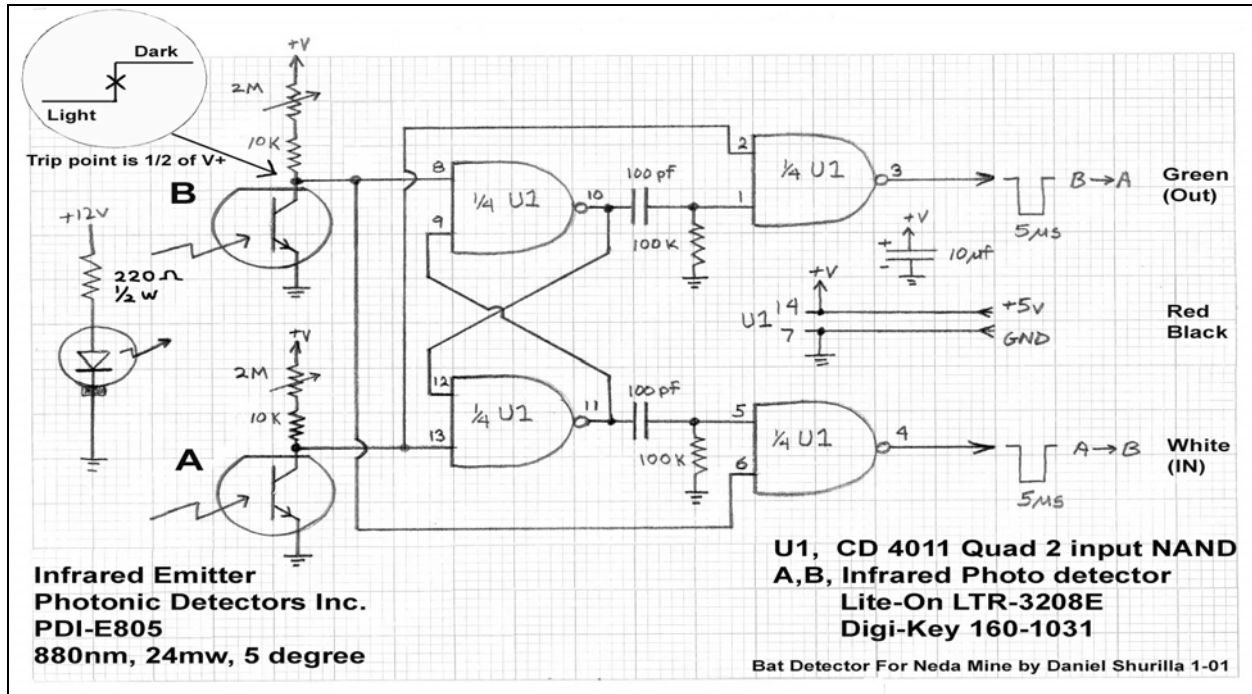 Dark
Light
Trip point is 1/2 of V+
+V
2M
10K
B
+12V
220Ω
½ W
+V
2M
10K
A
8
9
¼ U1
10
12
13
¼ U1
11
100 pf
100K
100 pf
100K
2
1
¼ U1
3
5
6
¼ U1
4
B→A
5µs
Green
(Out)
+V
+
-
10µf
+V
U1
14
7
+5V
GND
Red
Black
A→B
5µs
White
(IN)
Infrared Emitter
Photonic Detectors Inc.
PDI-E805
880nm, 24mw, 5 degree
U1, CD 4011 Quad 2 input NAND
A,B, Infrared Photo detector
Lite-On LTR-3208E
Digi-Key 160-1031
Bat Detector For Neda Mine by Daniel Shurilla 1-01